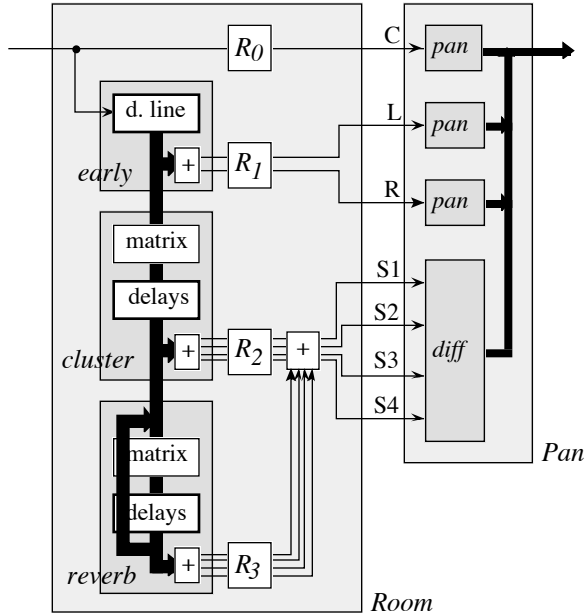 R0
C
pan
d. line
L
pan
early
+
R1
R
pan
matrix
delays
S1
S2
cluster
+
R2
+
diff
S3
S4
matrix
delays
Pan
reverb
+
R3
Room